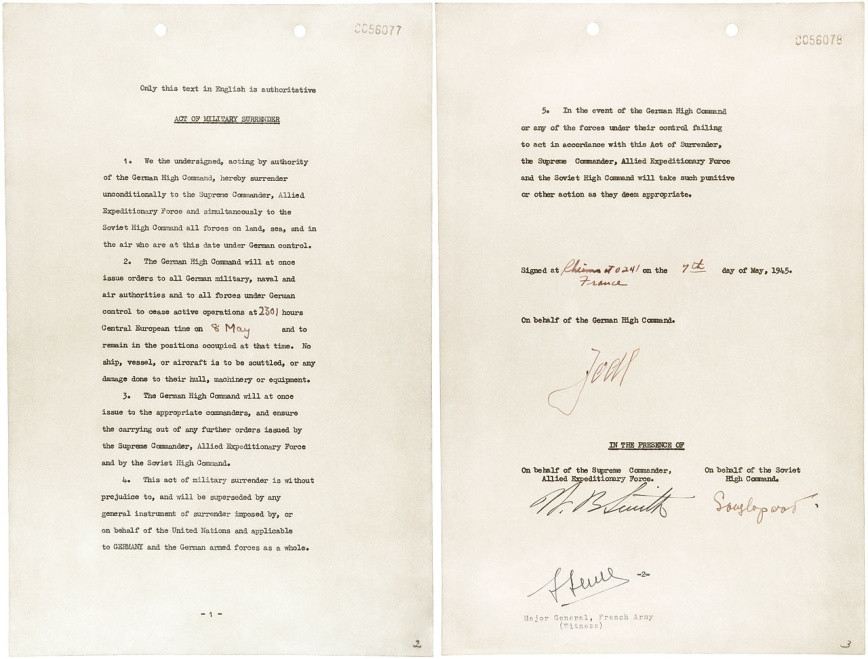 0056077
Only this text in English is authoritative
ACT OF MILITARY SURRENDER
1. We the undersigned, acting by authority
of the German High Command, hereby surrender
unconditionally to the Supreme Commander, Allied
Expeditionary Force and simultaneously to the
Soviet High Command all forces on land, sea, and in
the air who are at this date under German control.
2. The German High Command will at once
issue orders to all German military, naval and
air authorities and to all forces under German
control to cease active operations at 2301 hours
Central European time on 8 May and to
remain in the positions occupied at that time. No
ship, vessel, or aircraft is to be scuttled, or any
damage done to their hull, machinery or equipment.
3. The German High Command will at once
issue to the appropriate commanders, and ensure
the carrying out of any further orders issued by
the Supreme Commander, Allied Expeditionary Force
and by the Soviet High Command.
4. This act of military surrender is without
prejudice to, and will be superseded by any
general instrument of surrender imposed by, or
on behalf of the United Nations and applicable
to GERMANY and the German armed forces as a whole.
- 1 -
2
0056078
5. In the event of the German High Command
or any of the forces under their control failing
to act in accordance with this Act of Surrender,
the Supreme Commander, Allied Expeditionary Force
and the Soviet High Command will take such punitive
or other action as they deem appropriate.
Signed at Rheims at 0241 on the 7th day of May, 1945.
France
On behalf of the German High Command.
Jodl
IN THE PRESENCE OF
On behalf of the Supreme Commander,
Allied Expeditionary Force.
W. B. Smith
On behalf of the Soviet
High Command.
-2-
Major General, French Army
(Witness)
3